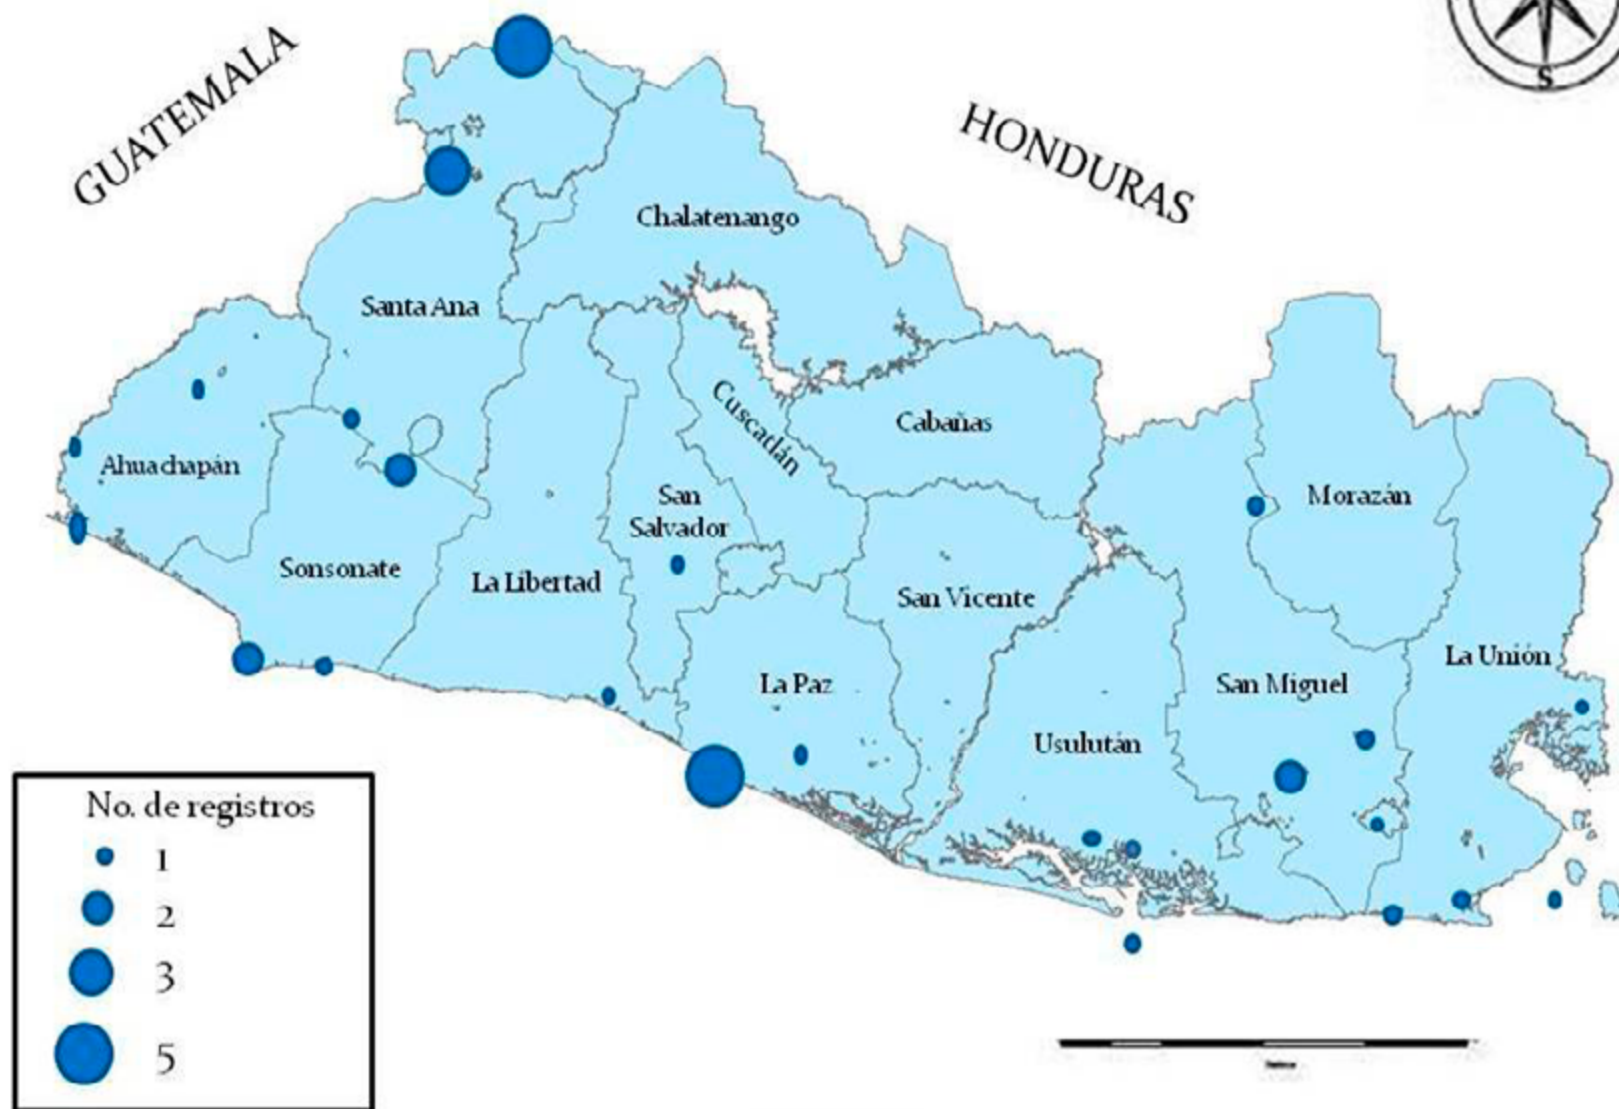 S
GUATEMALA
HONDURAS
Chalatenango
Santa Ana
Cuscatlán
Cabañas
Ahuachapán
San
Salvador
Morazán
Sonsonate
La Libertad
San Vicente
La Unión
La Paz
San Miguel
Usulután
No. de registros
1
2
3
5